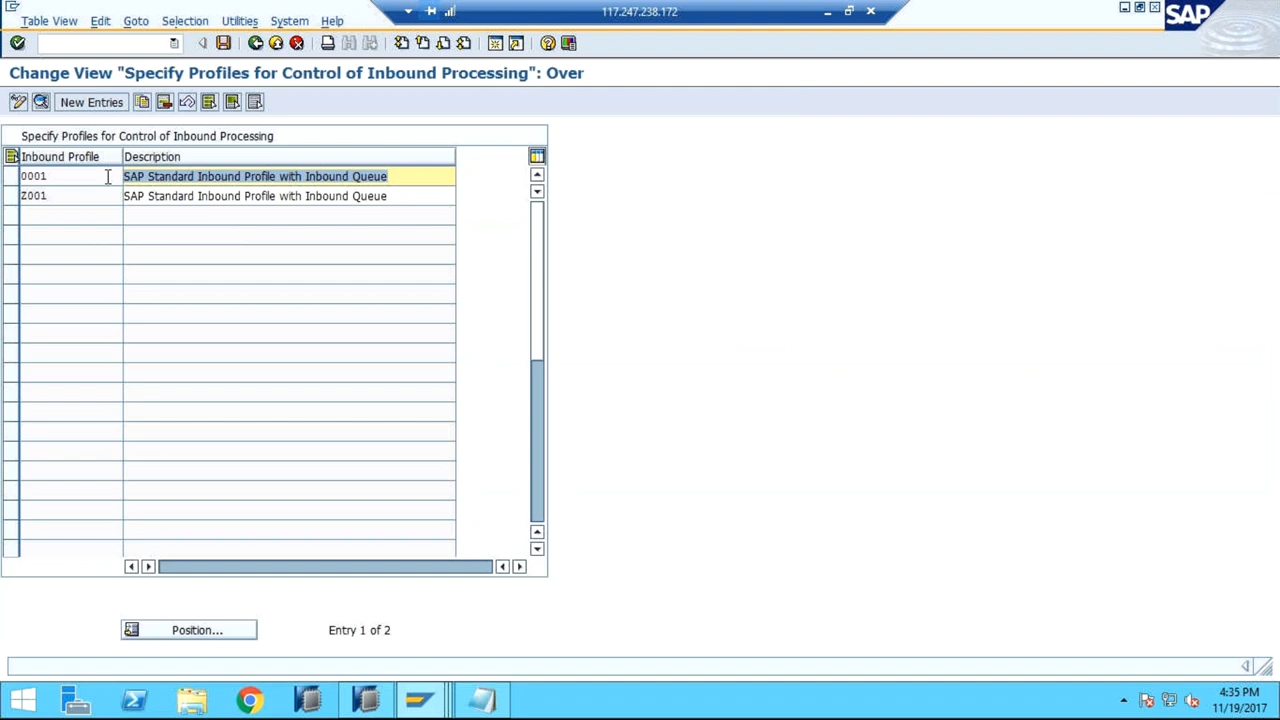 117.247.238.172
Table View Edit Goto Selection Utilities System Help
SAP
Change View "Specify Profiles for Control of Inbound Processing": Over
New Entries
Specify Profiles for Control of Inbound Processing
Inbound Profile Description
0001 SAP Standard Inbound Profile with Inbound Queue
Z001 SAP Standard Inbound Profile with Inbound Queue
Position... Entry 1 of 2
4:35 PM
11/19/2017